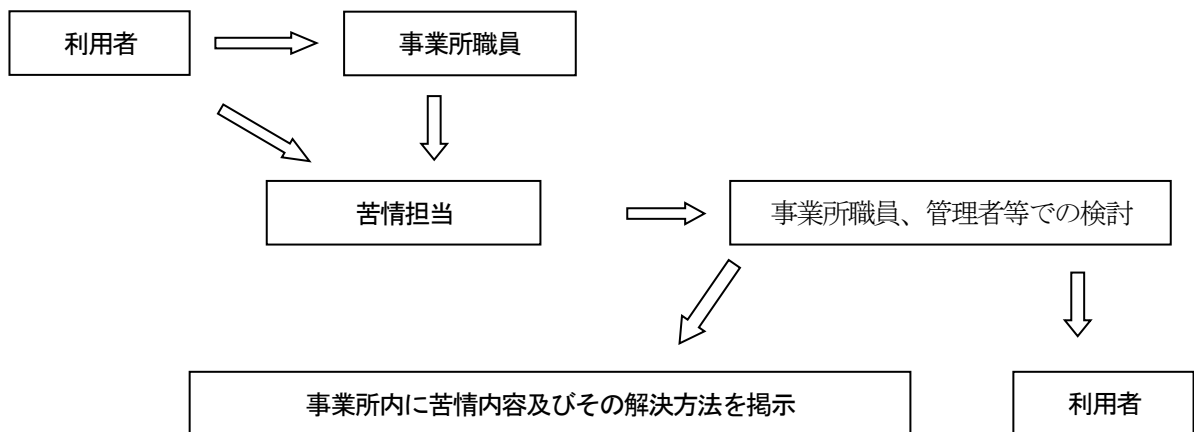 利用者
事業所職員
苦情担当
事業所職員、管理者等での検討
事業所内に苦情内容及びその解決方法を掲示
利用者